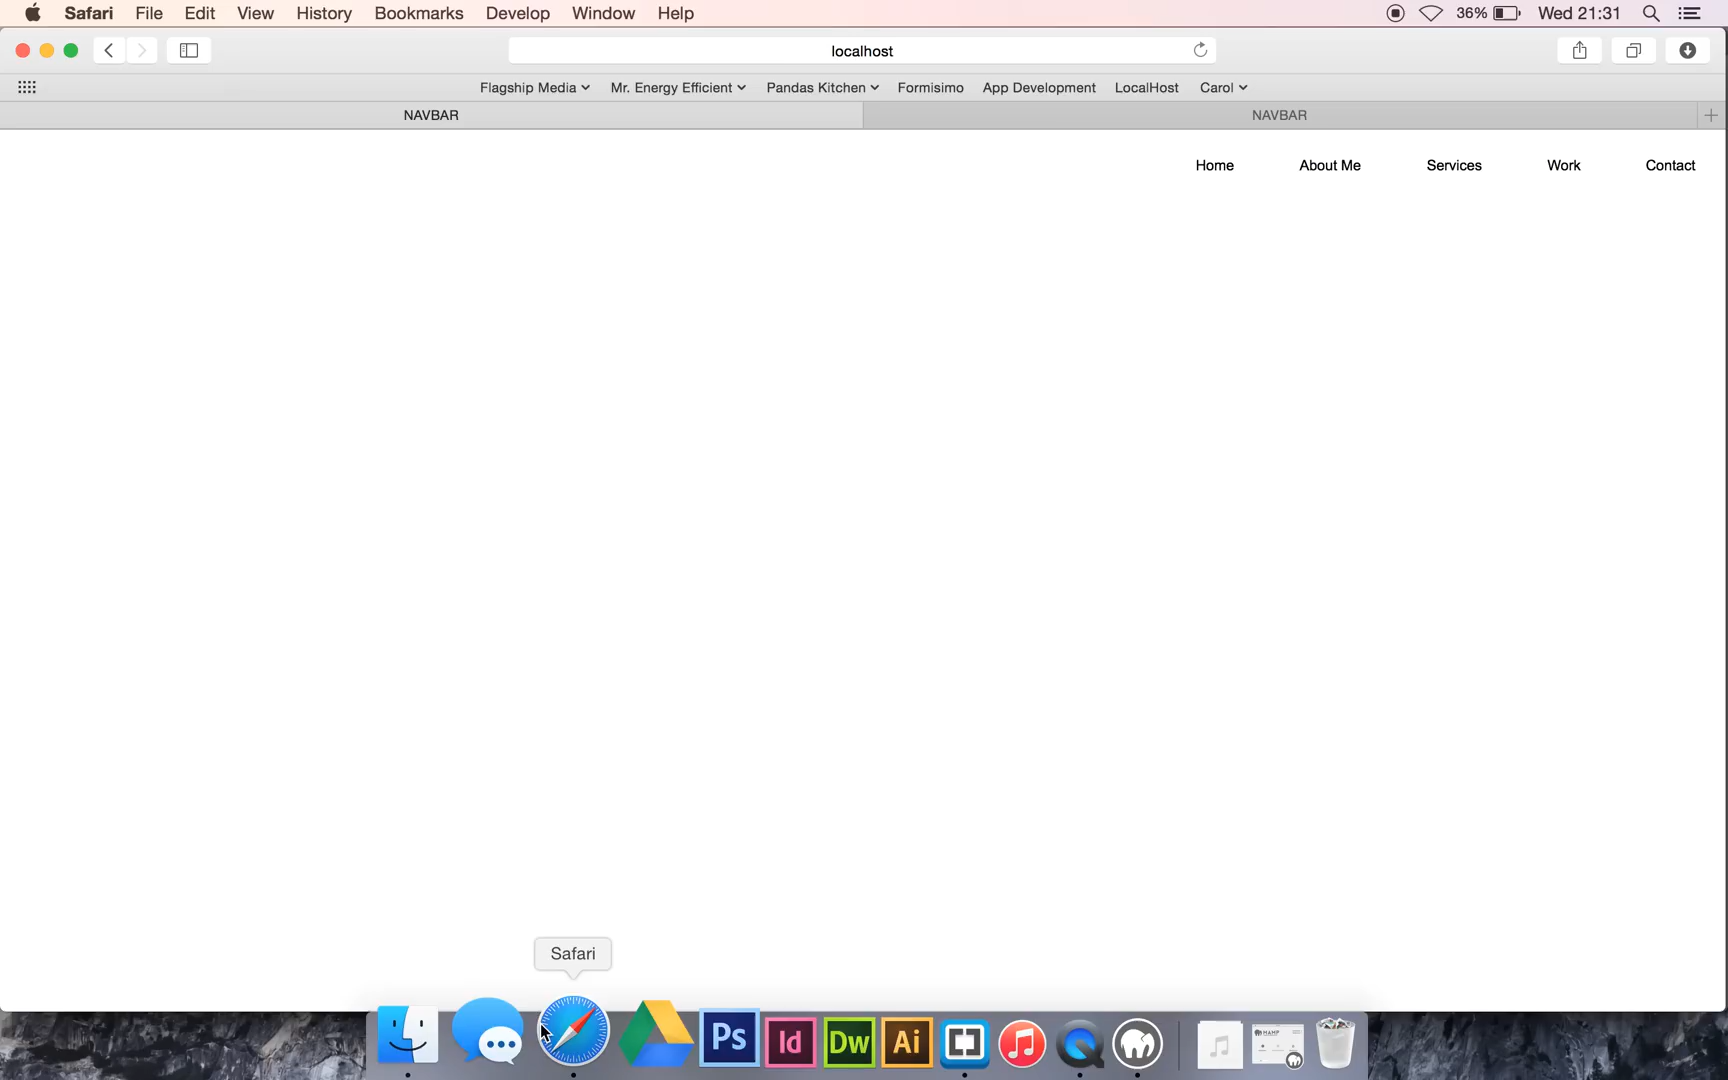 Safari File Edit View History Bookmarks Develop Window Help 36% Wed 21:31
localhost
Flagship Media Mr. Energy Efficient Pandas Kitchen Formisimo App Development LocalHost Carol
NAVBAR NAVBAR
Home About Me Services Work Contact
Safari
Ps Id Dw Ai
MAMP